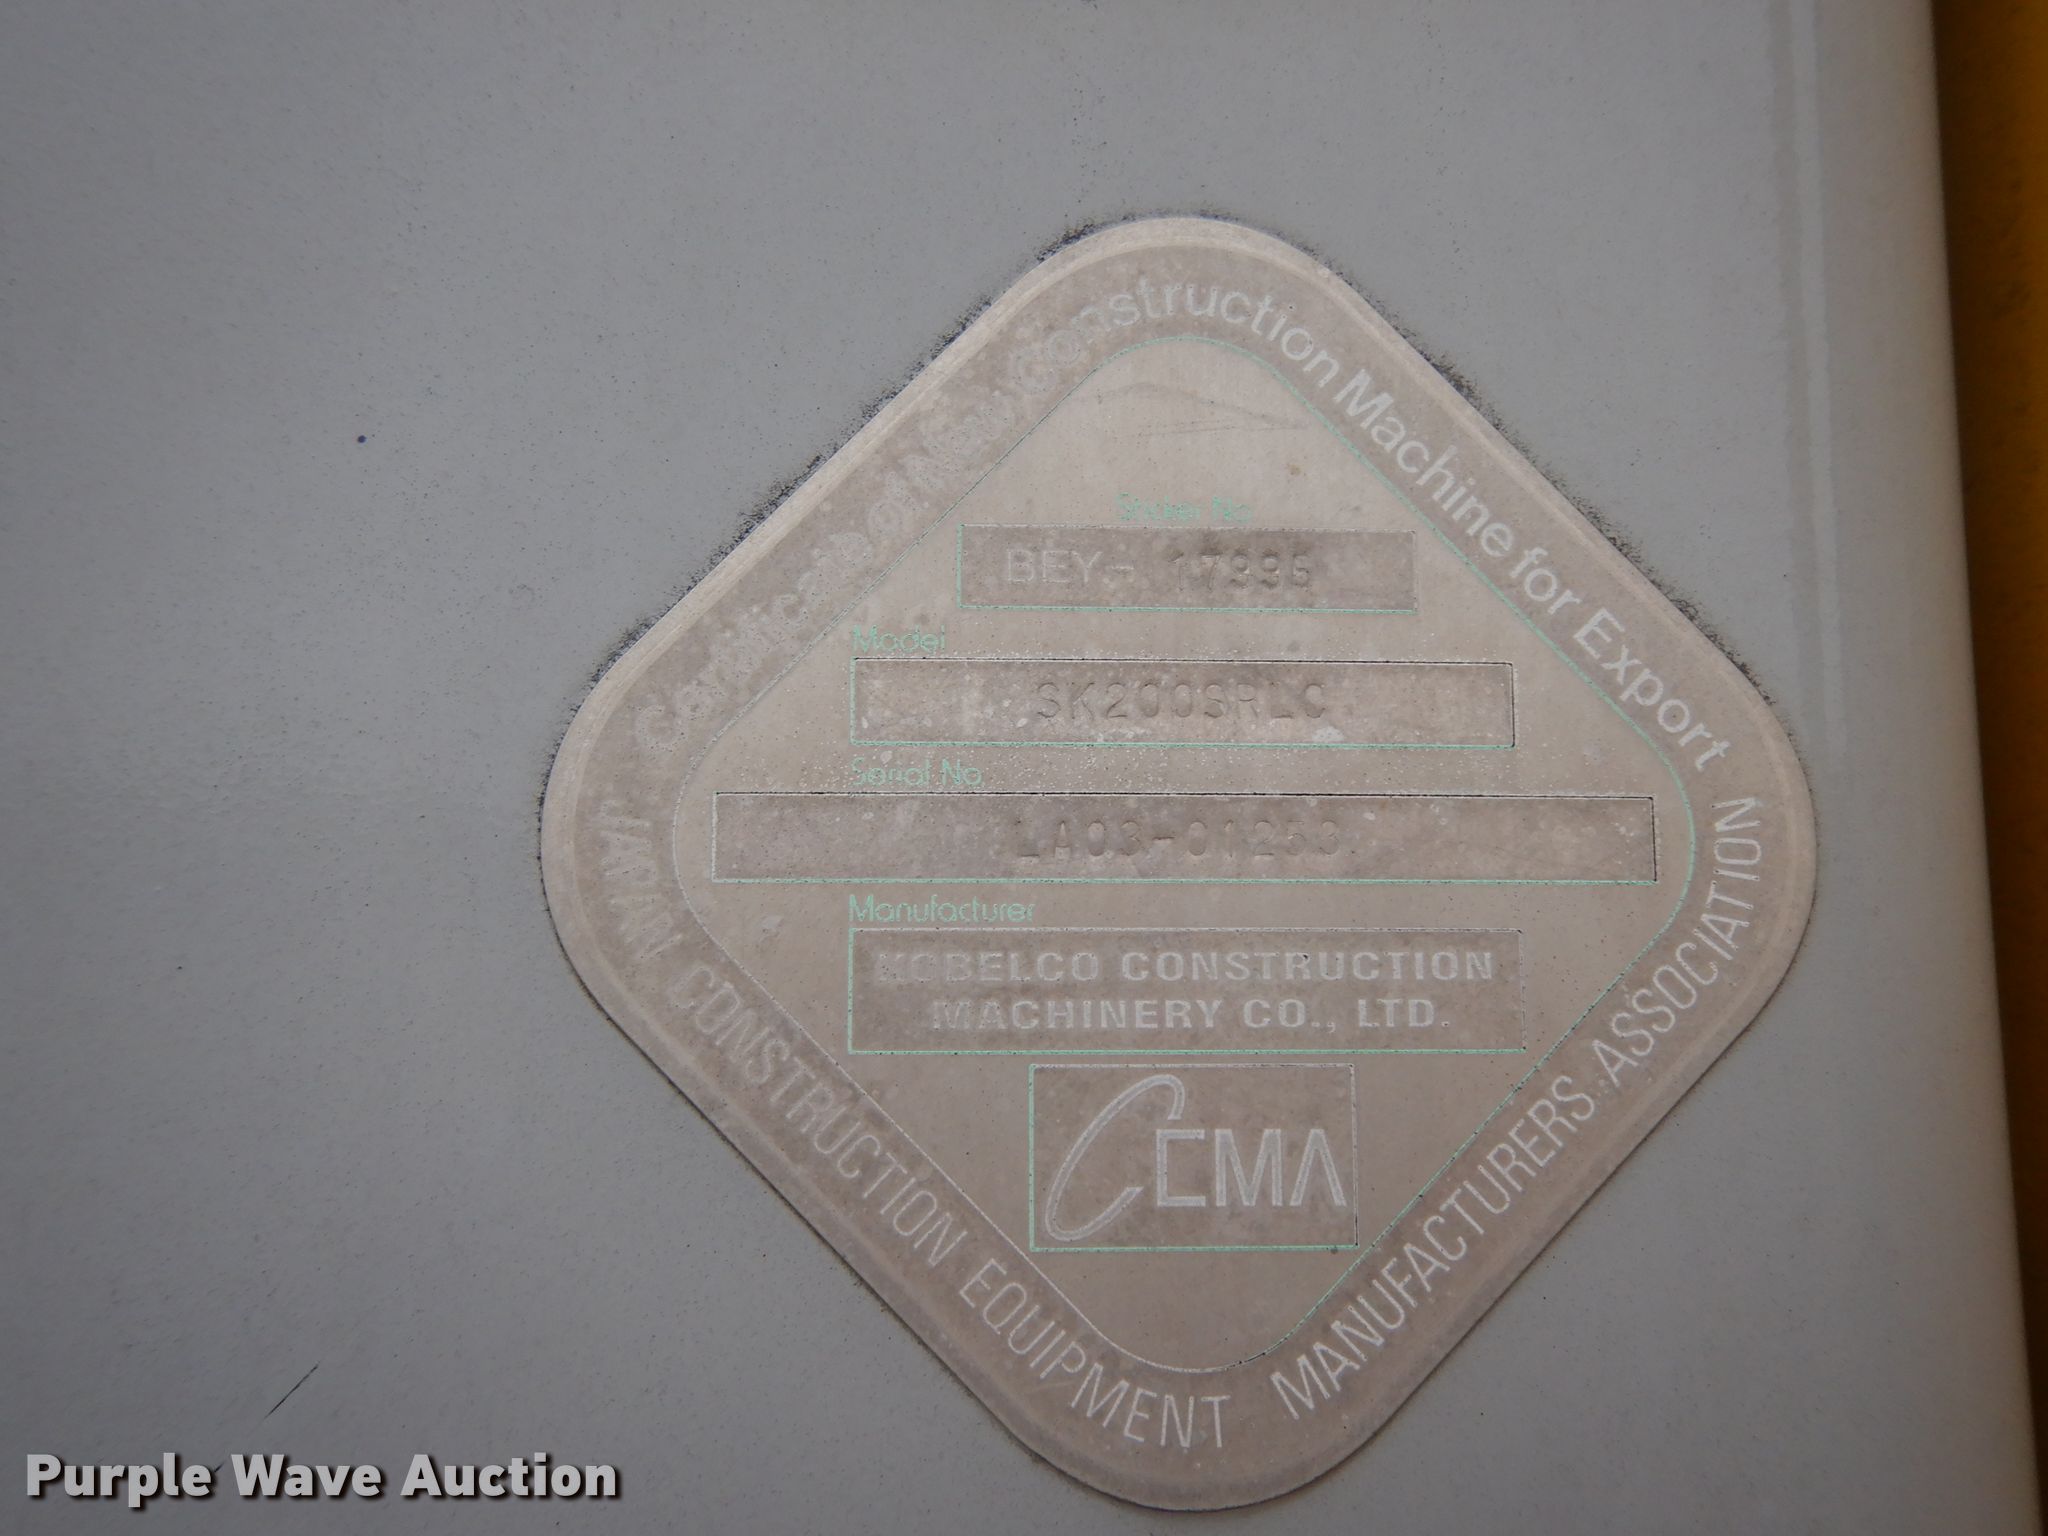 Certificate of New Construction Machine for Export
Sticker No.
BEY-
Model
SK200SRLC
Serial No.
LA03-01253
Manufacturer
KOBELCO CONSTRUCTION
MACHINERY CO., LTD.
CEMA
JAPAN CONSTRUCTION EQUIPMENT MANUFACTURERS ASSOCIATION
Purple Wave Auction